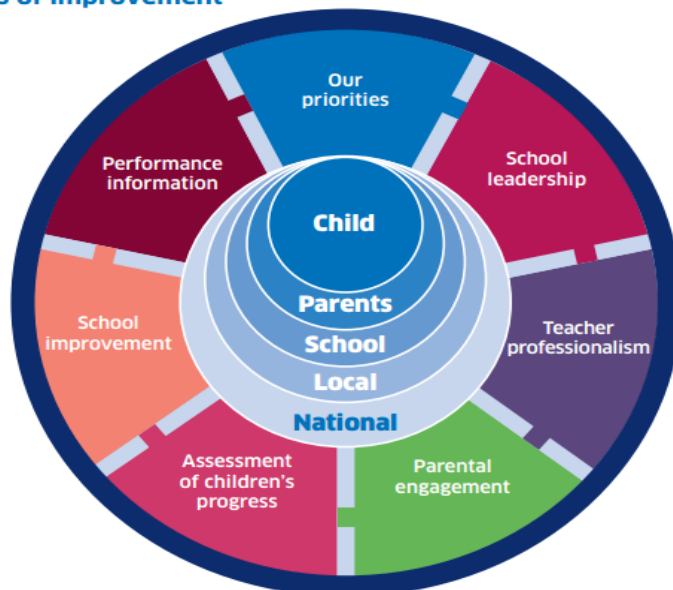 Our
priorities
School
leadership
Teacher
professionalism
Parental
engagement
Assessment
of children's
progress
School
improvement
Performance
information
Child
Parents
School
Local
National